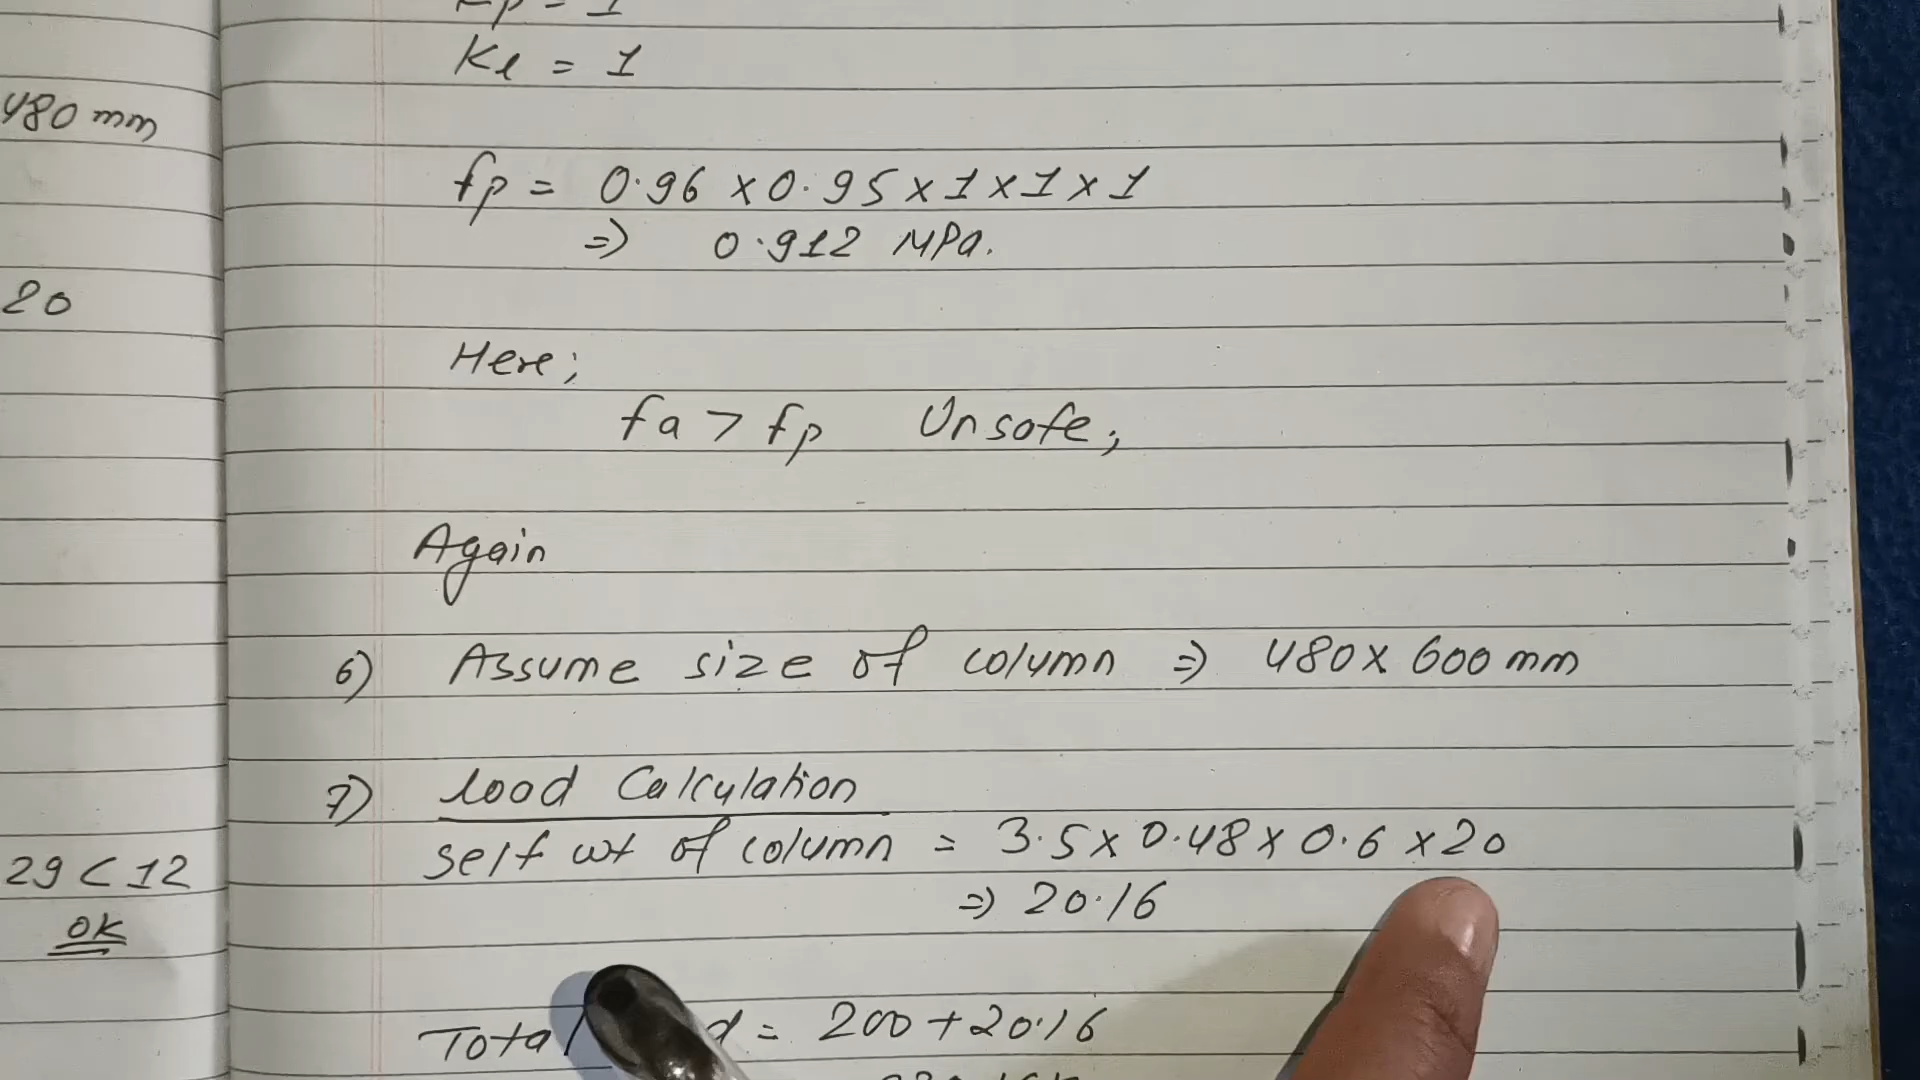 480 mm
20
29 < 12
OK
Kl = 1
fp = 0.96 x 0.95 x 1 x 1 x 1
=> 0.912 MPa.
Here;
fa > fp Unsafe;
Again
6) Assume size of column => 480 x 600 mm
7) Load Calculation
self wt of column = 3.5 x 0.48 x 0.6 x 20
=> 20.16
Total = 200 + 20.16